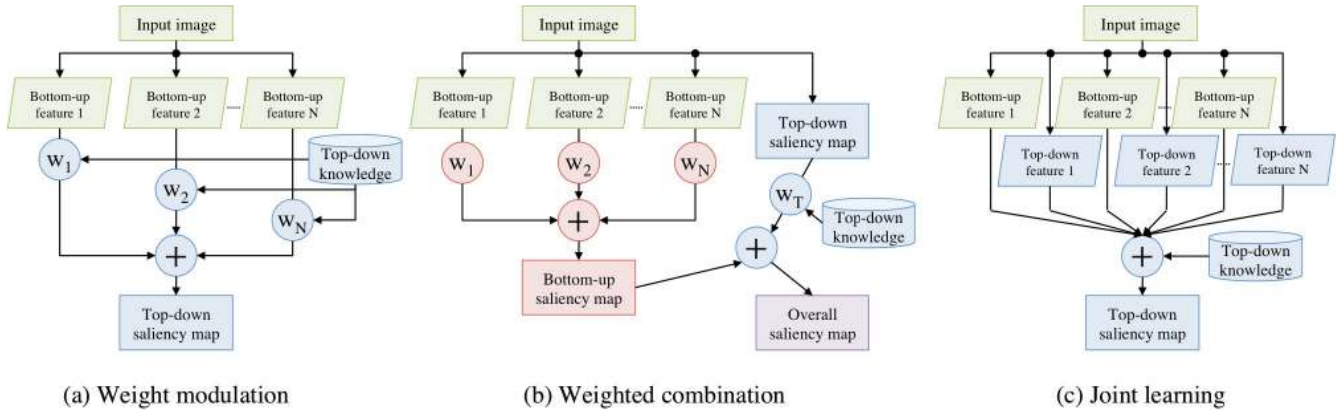 Input image
Bottom-up
feature 1
Bottom-up
feature 2
.....
Bottom-up
feature N
W1
Top-down
knowledge
W2
WN
+
Top-down
saliency map
(a) Weight modulation
Input image
Bottom-up
feature 1
Bottom-up
feature 2
.....
Bottom-up
feature N
Top-down
saliency map
W1
W2
WN
WT
+
Top-down
knowledge
+
Bottom-up
saliency map
Overall
saliency map
(b) Weighted combination
Input image
Bottom-up
feature 1
Bottom-up
feature 2
.....
Bottom-up
feature N
Top-down
feature 1
Top-down
feature 2
.....
Top-down
feature N
+
Top-down
knowledge
Top-down
saliency map
(c) Joint learning